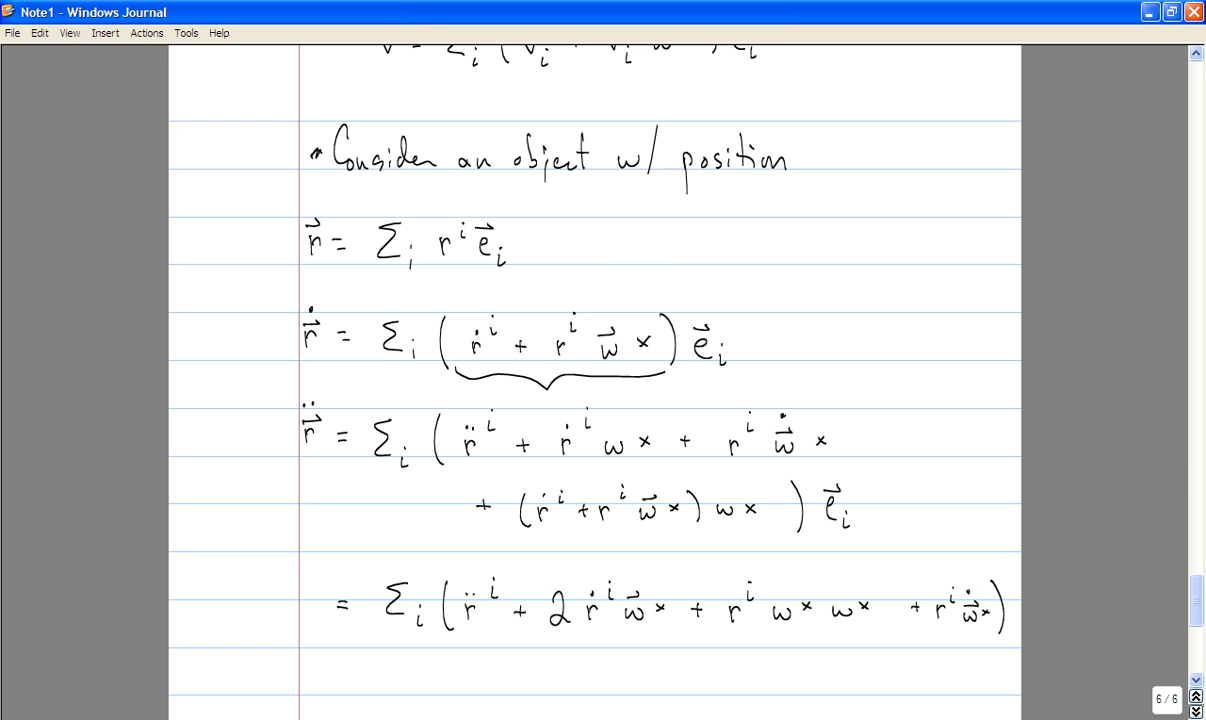 Note1 - Windows Journal
File Edit View Insert Actions Tools Help
• Consider an object w/ position
r⃗ = Σᵢ rⁱ e⃗ᵢ
r⃗̇ = Σᵢ (ṙⁱ + rⁱ ω⃗ ×) e⃗ᵢ
r⃗̈ = Σᵢ (r̈ⁱ + ṙⁱ ω × + rⁱ ω⃗̇ ×
+ (ṙⁱ + rⁱ ω⃗ ×) ω × ) e⃗ᵢ
= Σᵢ (r̈ⁱ + 2 ṙⁱ ω⃗ × + rⁱ ω × ω × + rⁱ ω⃗̇ ×)
6 / 6